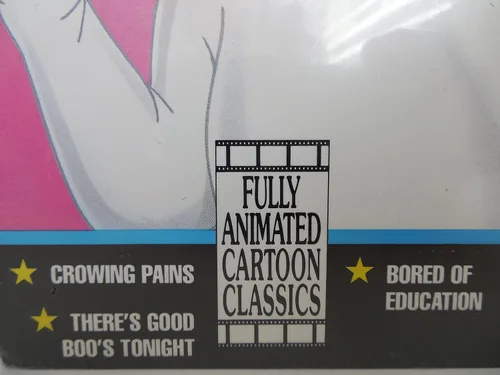 FULLY
ANIMATED
CARTOON
CLASSICS
CROWING PAINS
THERE'S GOOD
BOO'S TONIGHT
BORED OF
EDUCATION